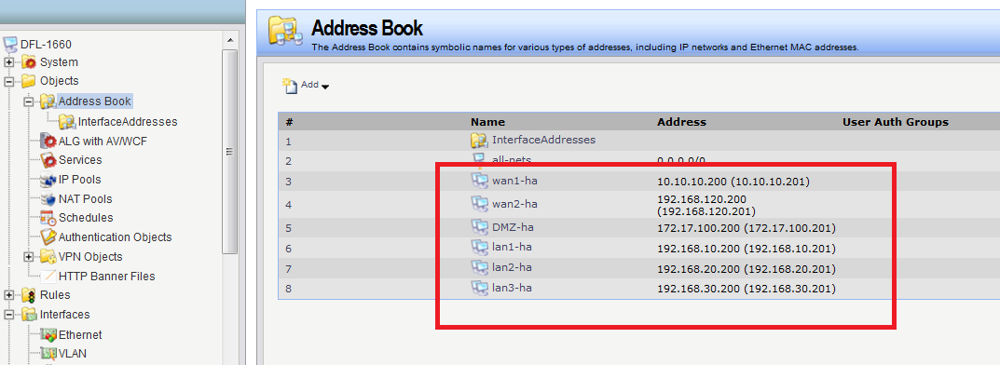 DFL-1660
System
Objects
Address Book
InterfaceAddresses
ALG with AV/WCF
Services
IP Pools
NAT Pools
Schedules
Authentication Objects
VPN Objects
HTTP Banner Files
Rules
Interfaces
Ethernet
VLAN
Address Book
The Address Book contains symbolic names for various types of addresses, including IP networks and Ethernet MAC addresses.
Add
# Name Address User Auth Groups
1 InterfaceAddresses
2 all-nets 0.0.0.0/0
3 wan1-ha 10.10.10.200 (10.10.10.201)
4 wan2-ha 192.168.120.200
(192.168.120.201)
5 DMZ-ha 172.17.100.200 (172.17.100.201)
6 lan1-ha 192.168.10.200 (192.168.10.201)
7 lan2-ha 192.168.20.200 (192.168.20.201)
8 lan3-ha 192.168.30.200 (192.168.30.201)